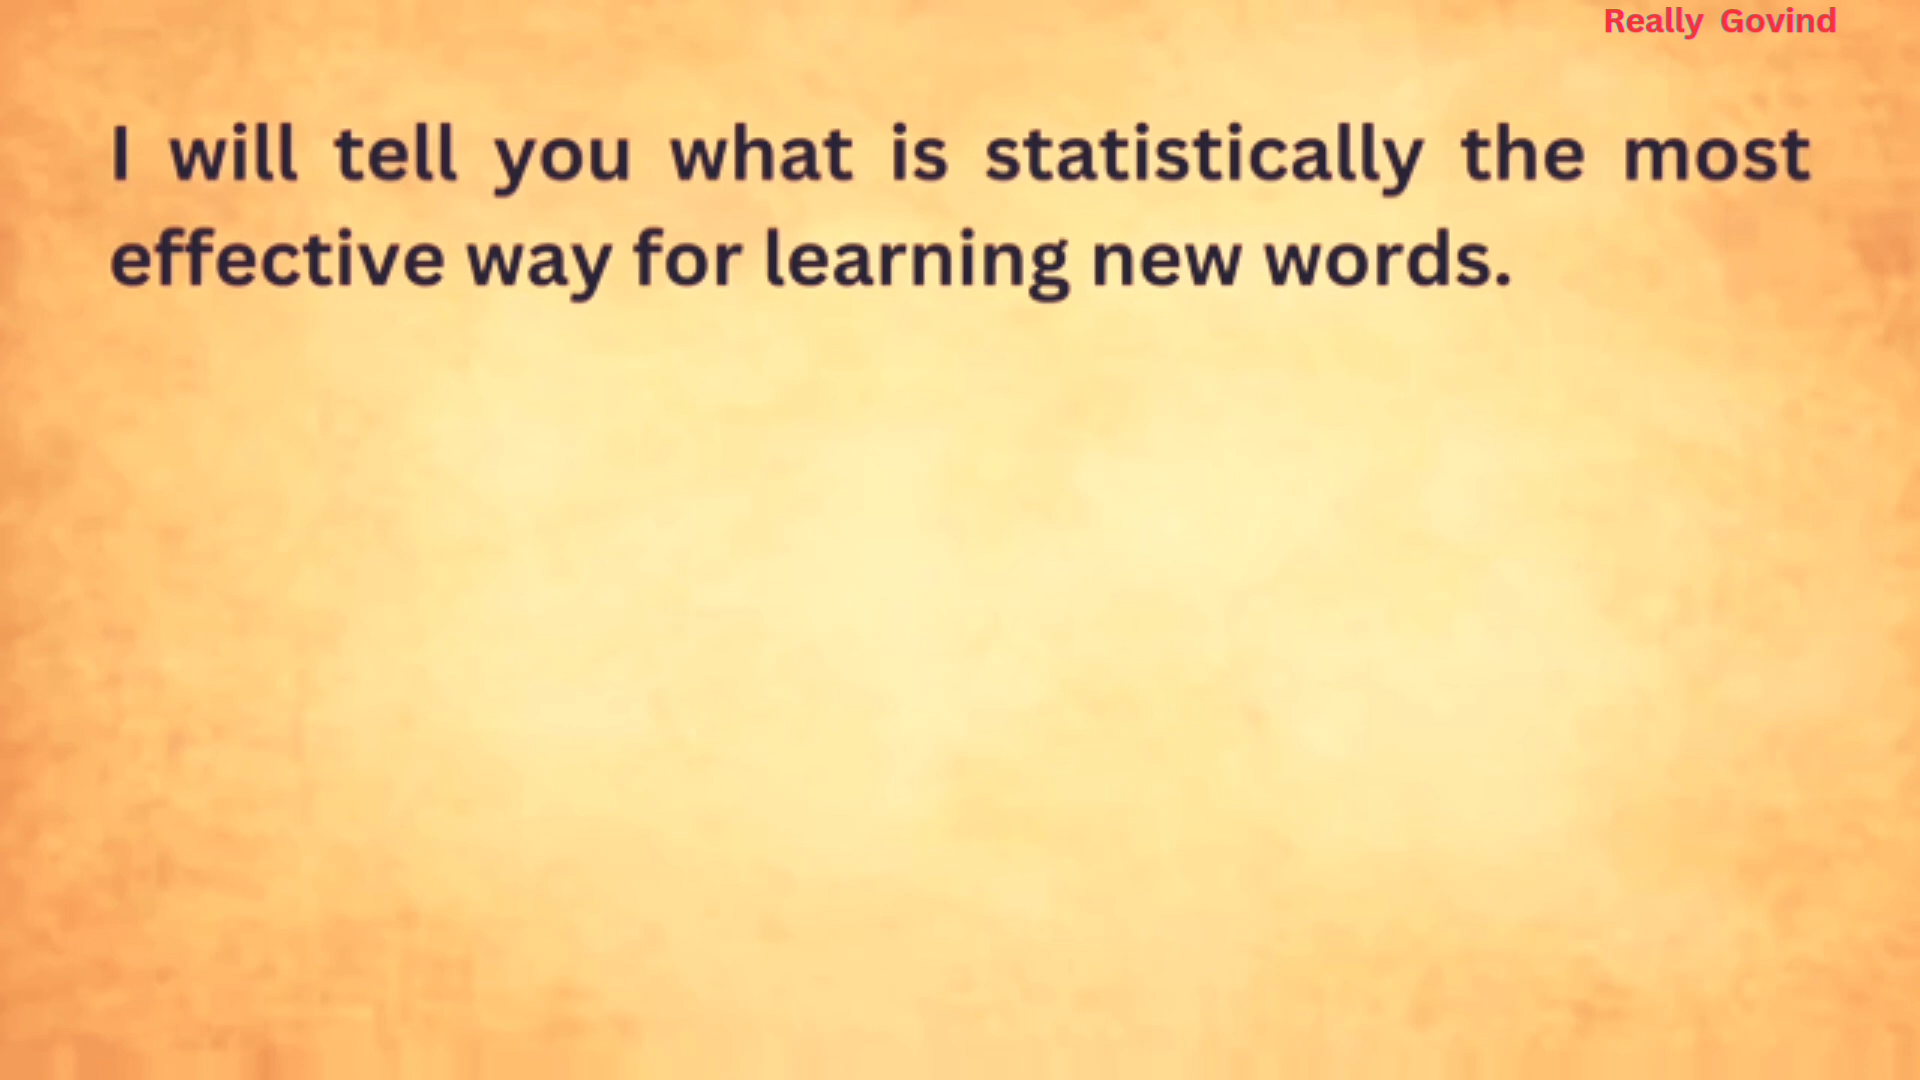 Really Govind
I will tell you what is statistically the most
effective way for learning new words.